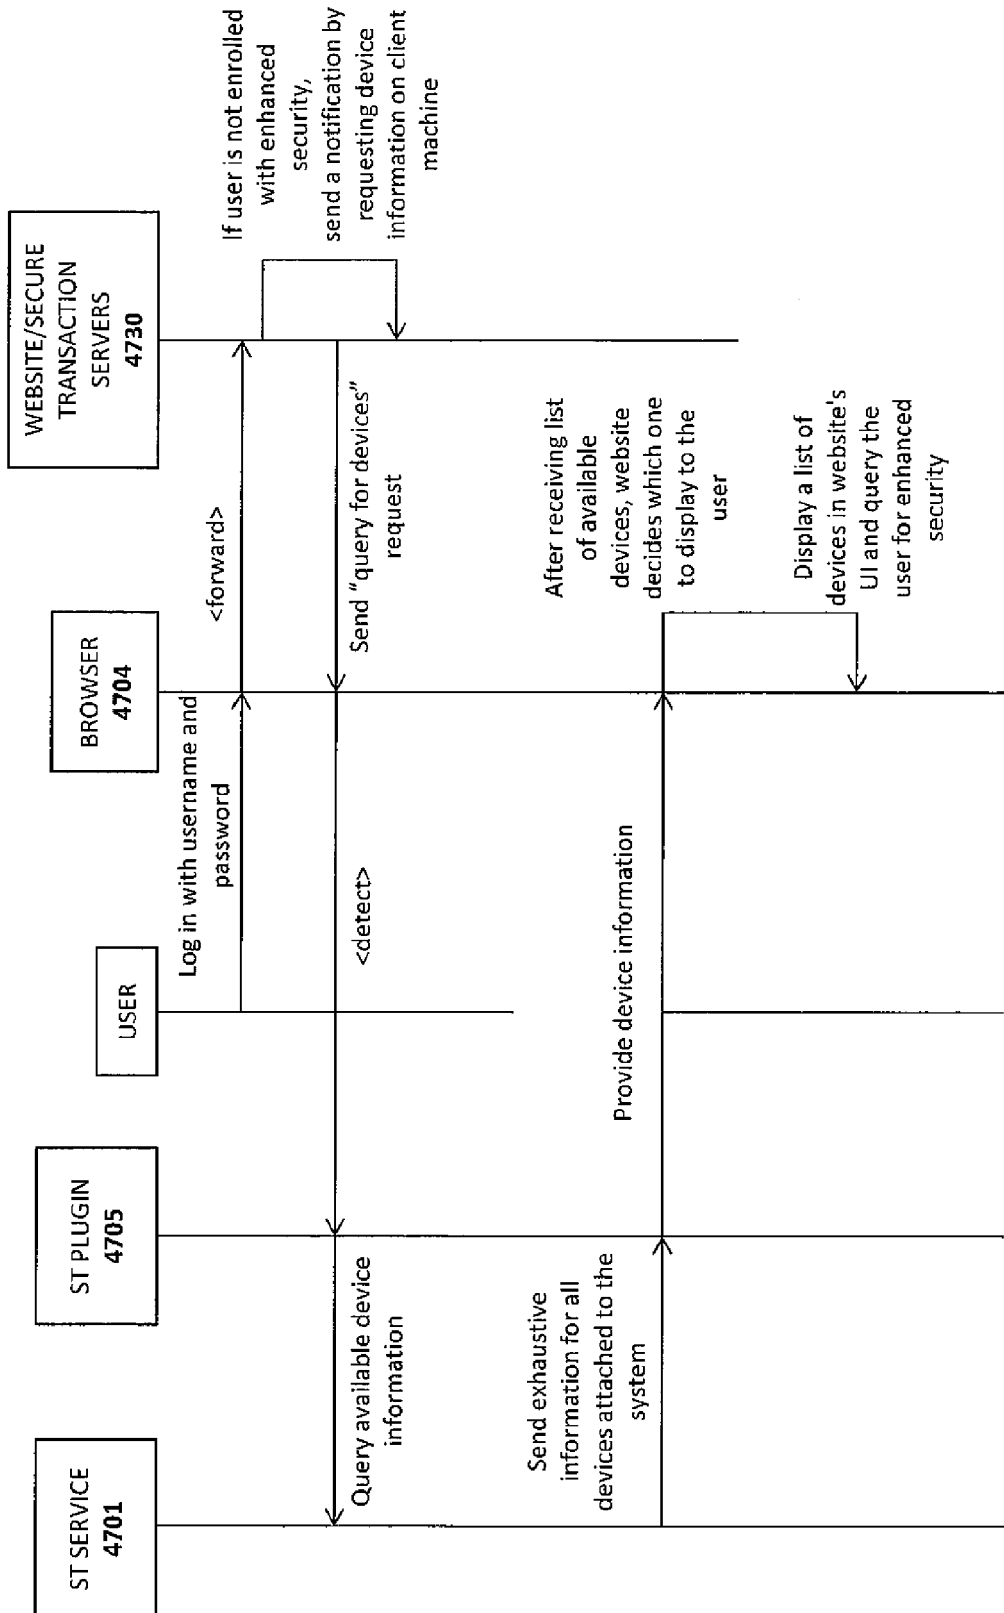 ST SERVICE
4701
ST PLUGIN
4705
USER
BROWSER
4704
WEBSITE/SECURE
TRANSACTION
SERVERS
4730
Log in with username and
password
<forward>
If user is not enrolled
with enhanced
security,
send a notification by
requesting device
information on client
machine
Send "query for devices"
request
<detect>
Query available device
information
Send exhaustive
information for all
devices attached to the
system
Provide device information
After receiving list
of available
devices, website
decides which one
to display to the
user
Display a list of
devices in website's
UI and query the
user for enhanced
security